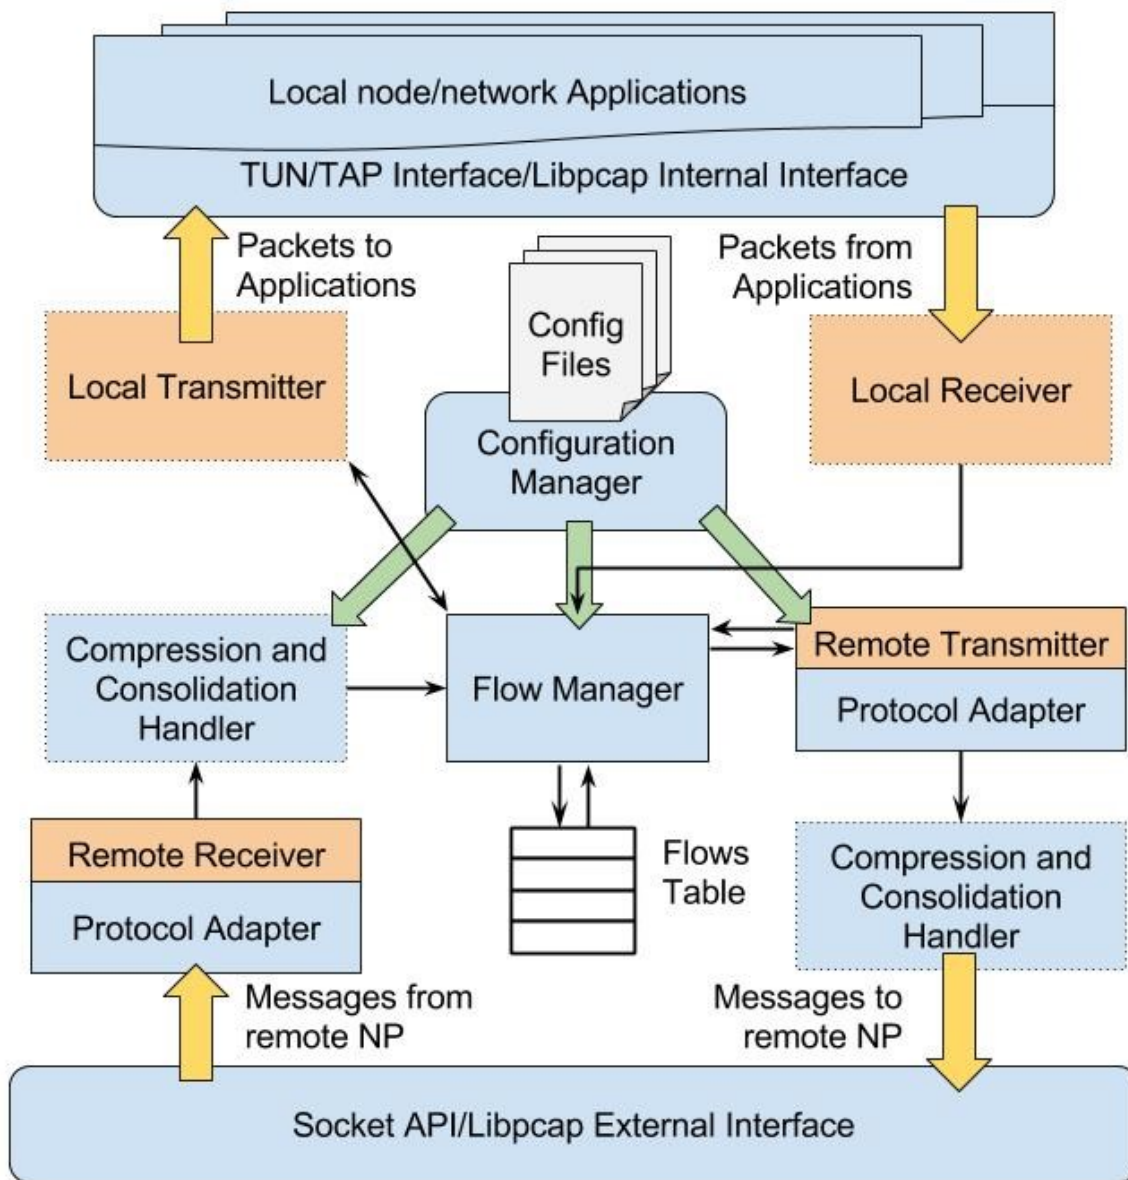 Local node/network Applications
TUN/TAP Interface/Libpcap Internal Interface
Packets to
Applications
Packets from
Applications
Config
Files
Local Transmitter
Local Receiver
Configuration
Manager
Compression and
Consolidation
Handler
Flow Manager
Remote Transmitter
Protocol Adapter
Remote Receiver
Protocol Adapter
Flows
Table
Compression and
Consolidation
Handler
Messages from
remote NP
Messages to
remote NP
Socket API/Libpcap External Interface